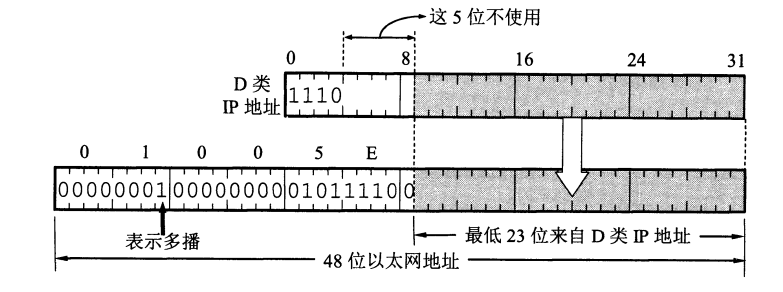 这 5 位不使用
0 8 16 24 31
D 类
IP 地址
1110
0 1 0 0 5 E
00000001 00000000 01011110 0
表示多播
最低 23 位来自 D 类 IP 地址
48 位以太网地址